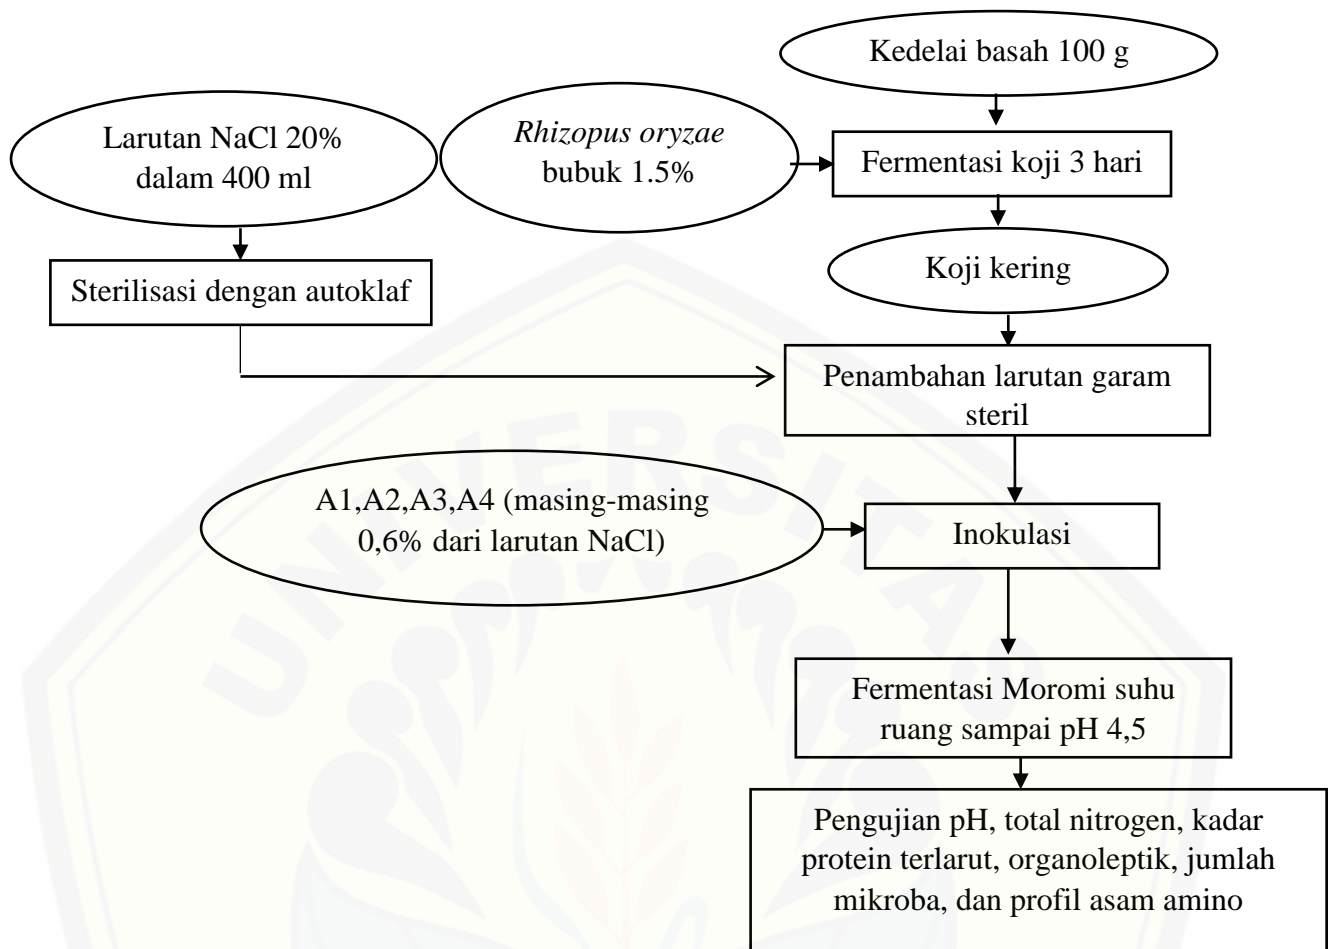 Kedelai basah 100 g
Larutan NaCl 20%
dalam 400 ml
Rhizopus oryzae
bubuk 1.5%
Fermentasi koji 3 hari
Koji kering
Sterilisasi dengan autoklaf
Penambahan larutan garam
steril
A1,A2,A3,A4 (masing-masing
0,6% dari larutan NaCl)
Inokulasi
Fermentasi Moromi suhu
ruang sampai pH 4,5
Pengujian pH, total nitrogen, kadar
protein terlarut, organoleptik, jumlah
mikroba, dan profil asam amino
UNIVERSITAS